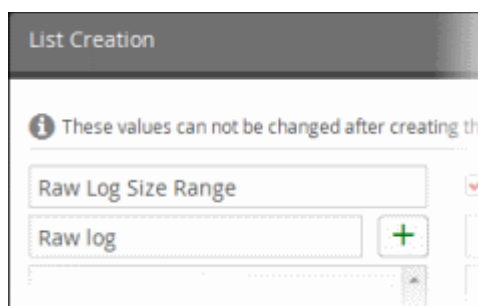 List Creation
These values can not be changed after creating th
Raw Log Size Range
Raw log